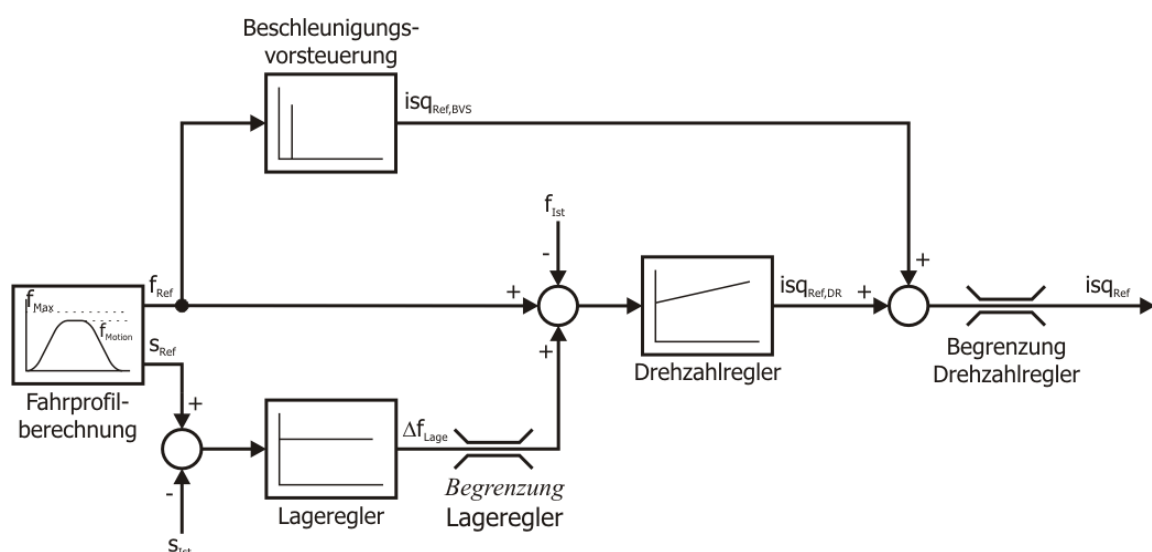 Beschleunigungs-
vorsteuerung
isqRef,BVS
fIst
-
+
fRef
fMax
fMotion
sRef
+
isqRef,DR
+
isqRef
+
Drehzahlregler
Begrenzung
Drehzahlregler
Fahrprofil-
berechnung
+
ΔfLage
-
Lageregler
Begrenzung
Lageregler
sIst